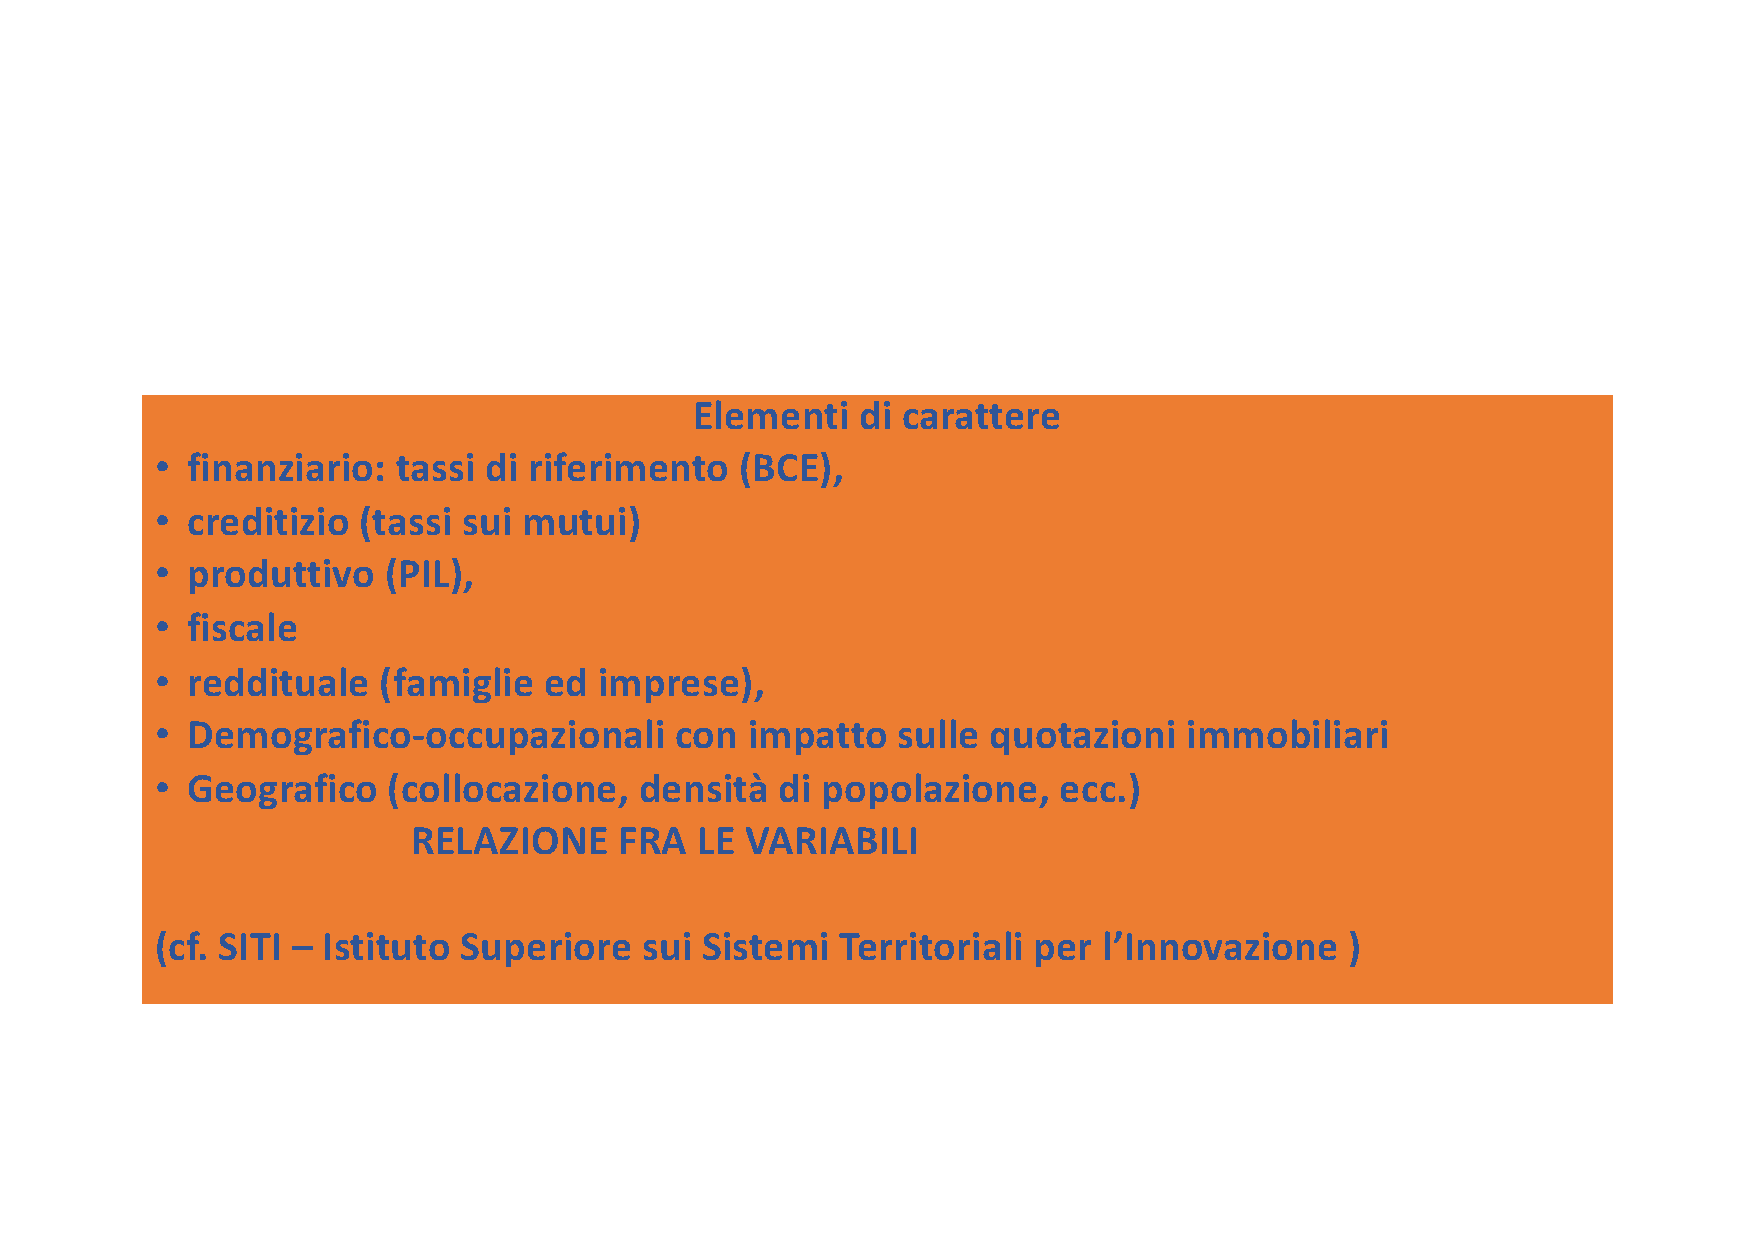 Elementi di carattere
• finanziario: tassi di riferimento (BCE),
• creditizio (tassi sui mutui)
• produttivo (PIL),
• fiscale
• reddituale (famiglie ed imprese),
• Demografico-occupazionali con impatto sulle quotazioni immobiliari
• Geografico (collocazione, densità di popolazione, ecc.)
RELAZIONE FRA LE VARIABILI
(cf. SITI – Istituto Superiore sui Sistemi Territoriali per l’Innovazione )